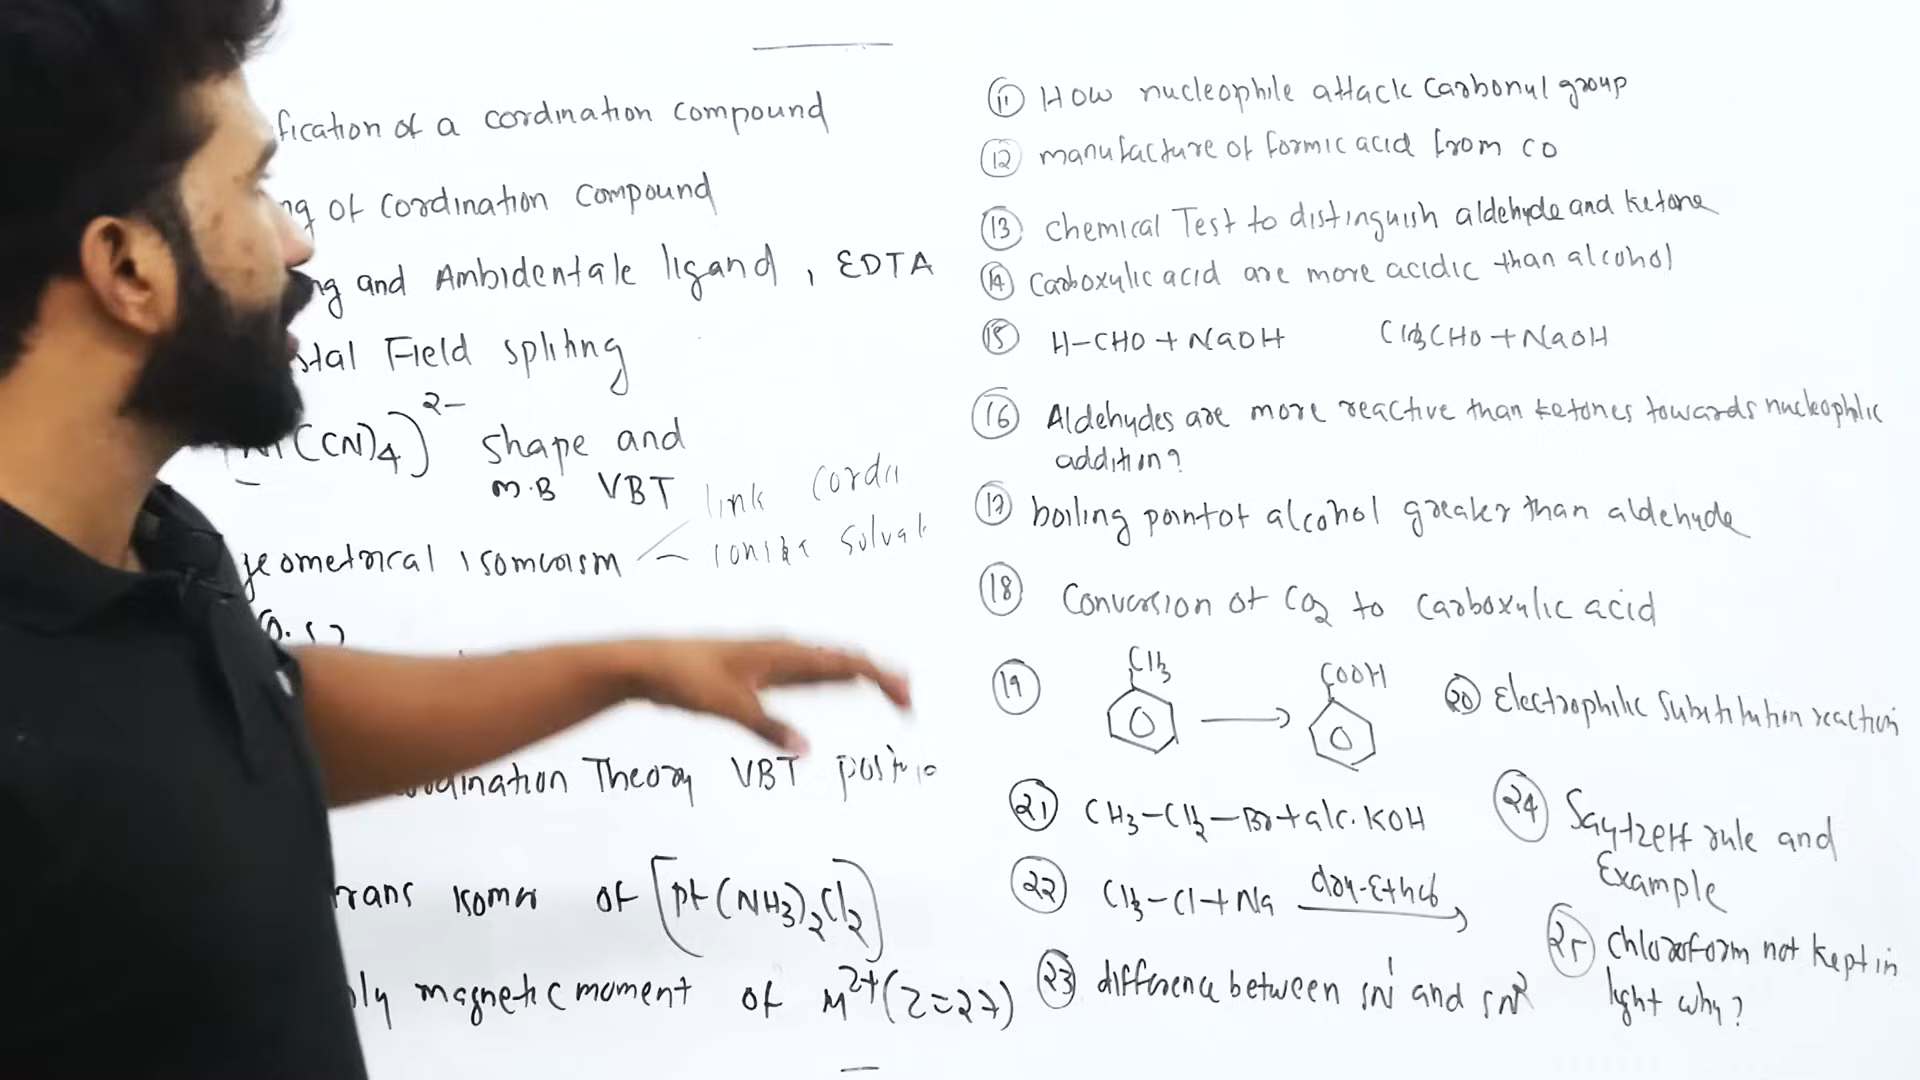 fication of a cordination compound
ng of cordination compound
ng and Ambidentale ligand , EDTA
stal Field spliting
Ni(CN)4)2- shape and
m.B VBT
link cordi
geometrical isomerism — ionisa solvat
ordination Theory VBT
rans isomer of [pt(NH3)2Cl2]
nly magnetic moment of M2+(Z=27)
(11) How nucleophile attack carbonyl group
(12) manufacture of formic acid from CO
(13) chemical Test to distinguish aldehyde and ketone
(14) Carboxylic acid are more acidic than alcohol
(15) H-CHO + NaOH CH3CHO + NaOH
(16) Aldehydes are more reactive than ketones towards nucleophilic
addition?
(17) boiling point of alcohol greater than aldehyde
(18) Conversion of CO2 to carboxylic acid
(19) CH3 → COOH
(20) Electrophilic substitution reaction
(21) CH3-CH2-Br+alc.KOH
(22) CH3-Cl+Na dry-Ether
(23) difference between SN1 and SN2
(24) Saytzeff rule and
Example
(25) chloroform not kept in
light why?